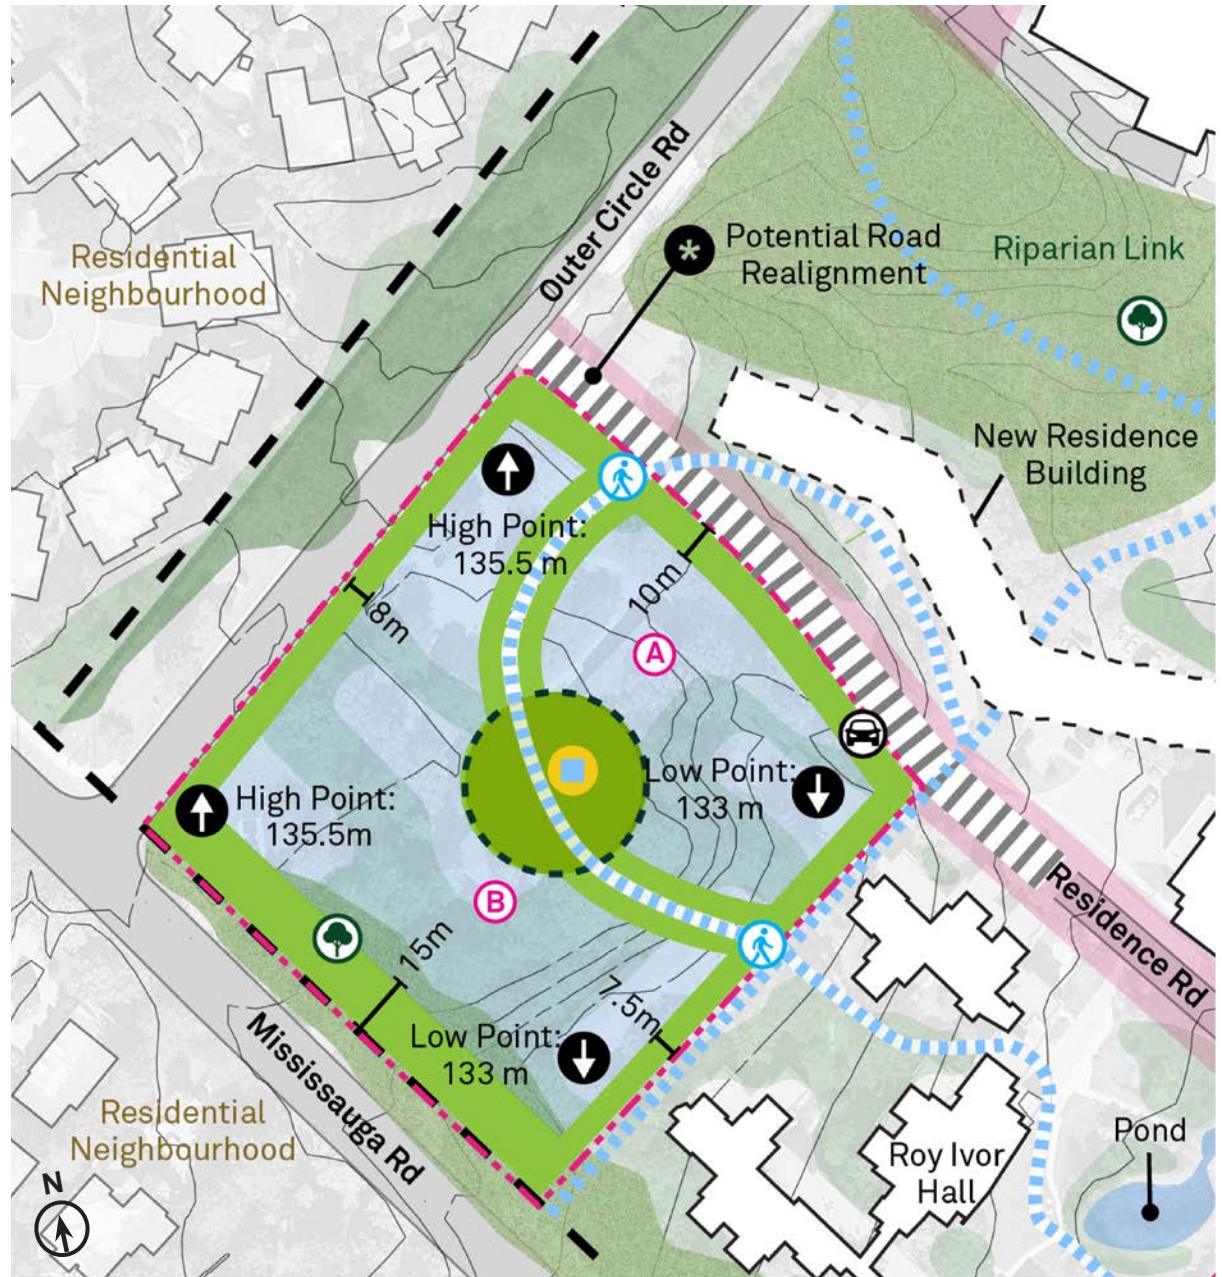 Outer Circle Rd
Potential Road
Realignment
*
Riparian Link
Residential
Neighbourhood
New Residence
Building
High Point:
135.5 m
10m
8m
A
Low Point:
133 m
High Point:
135.5m
B
15m
7.5m
Residence Rd
Low Point:
133 m
Mississauga Rd
Residential
Neighbourhood
Roy Ivor
Hall
Pond
N